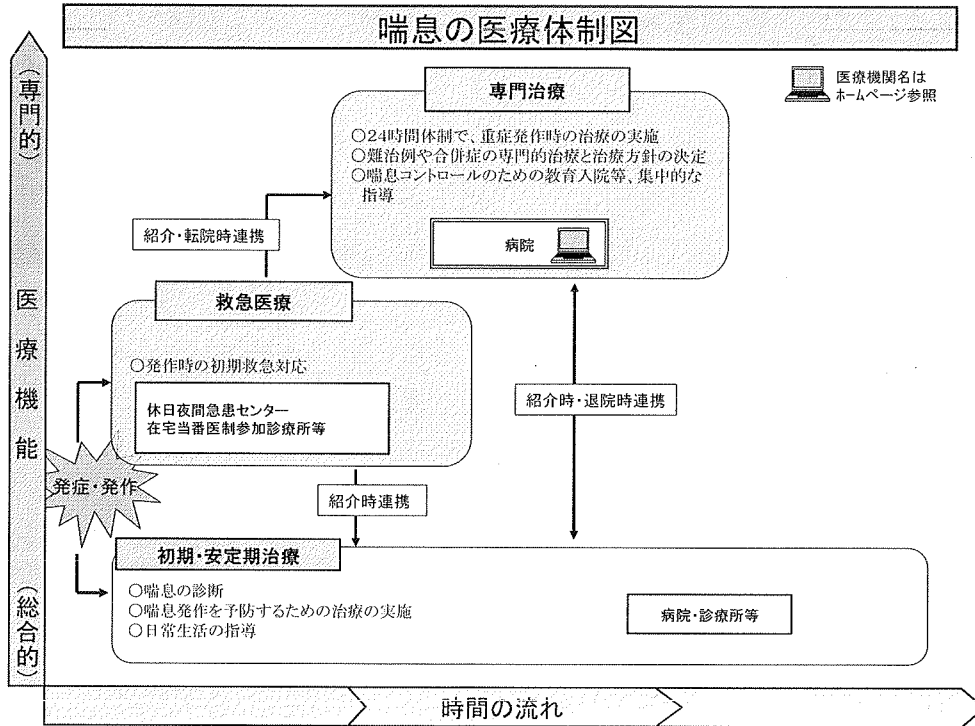 喘息の医療体制図
(専門的)
医療機能
(総合的)
医療機関名は
ホームページ参照
専門治療
○24時間体制で、重症発作時の治療の実施
○難治例や合併症の専門的治療と治療方針の決定
○喘息コントロールのための教育入院等、集中的な
指導
病院
紹介・転院時連携
救急医療
○発作時の初期救急対応
休日夜間急患センター
在宅当番医制参加診療所等
紹介時・退院時連携
発症・発作
紹介時連携
初期・安定期治療
○喘息の診断
○喘息発作を予防するための治療の実施
○日常生活の指導
病院・診療所等
時間の流れ